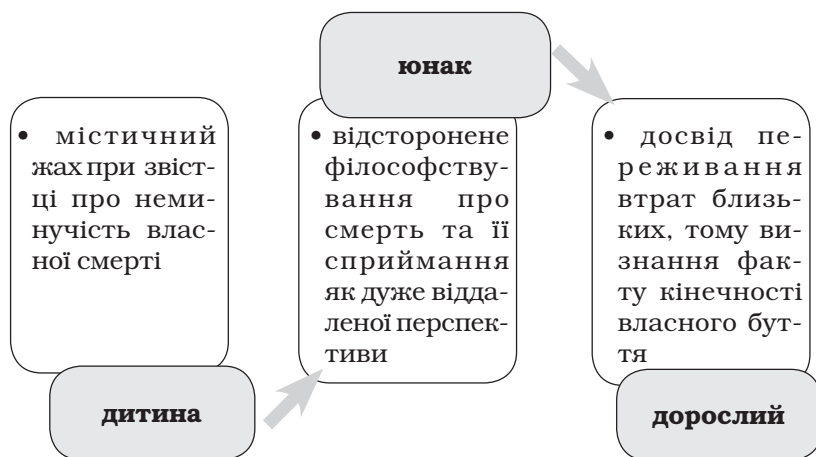 юнак
• містичний
жах при звіст-
ці про неми-
нучість влас-
ної смерті
дитина
• відсторонене
філософству-
вання про
смерть та її
сприймання
як дуже відда-
леної перспек-
тиви
• досвід пе-
реживання
втрат близь-
ких, тому ви-
знання фак-
ту кінечності
власного бут-
тя
дорослий